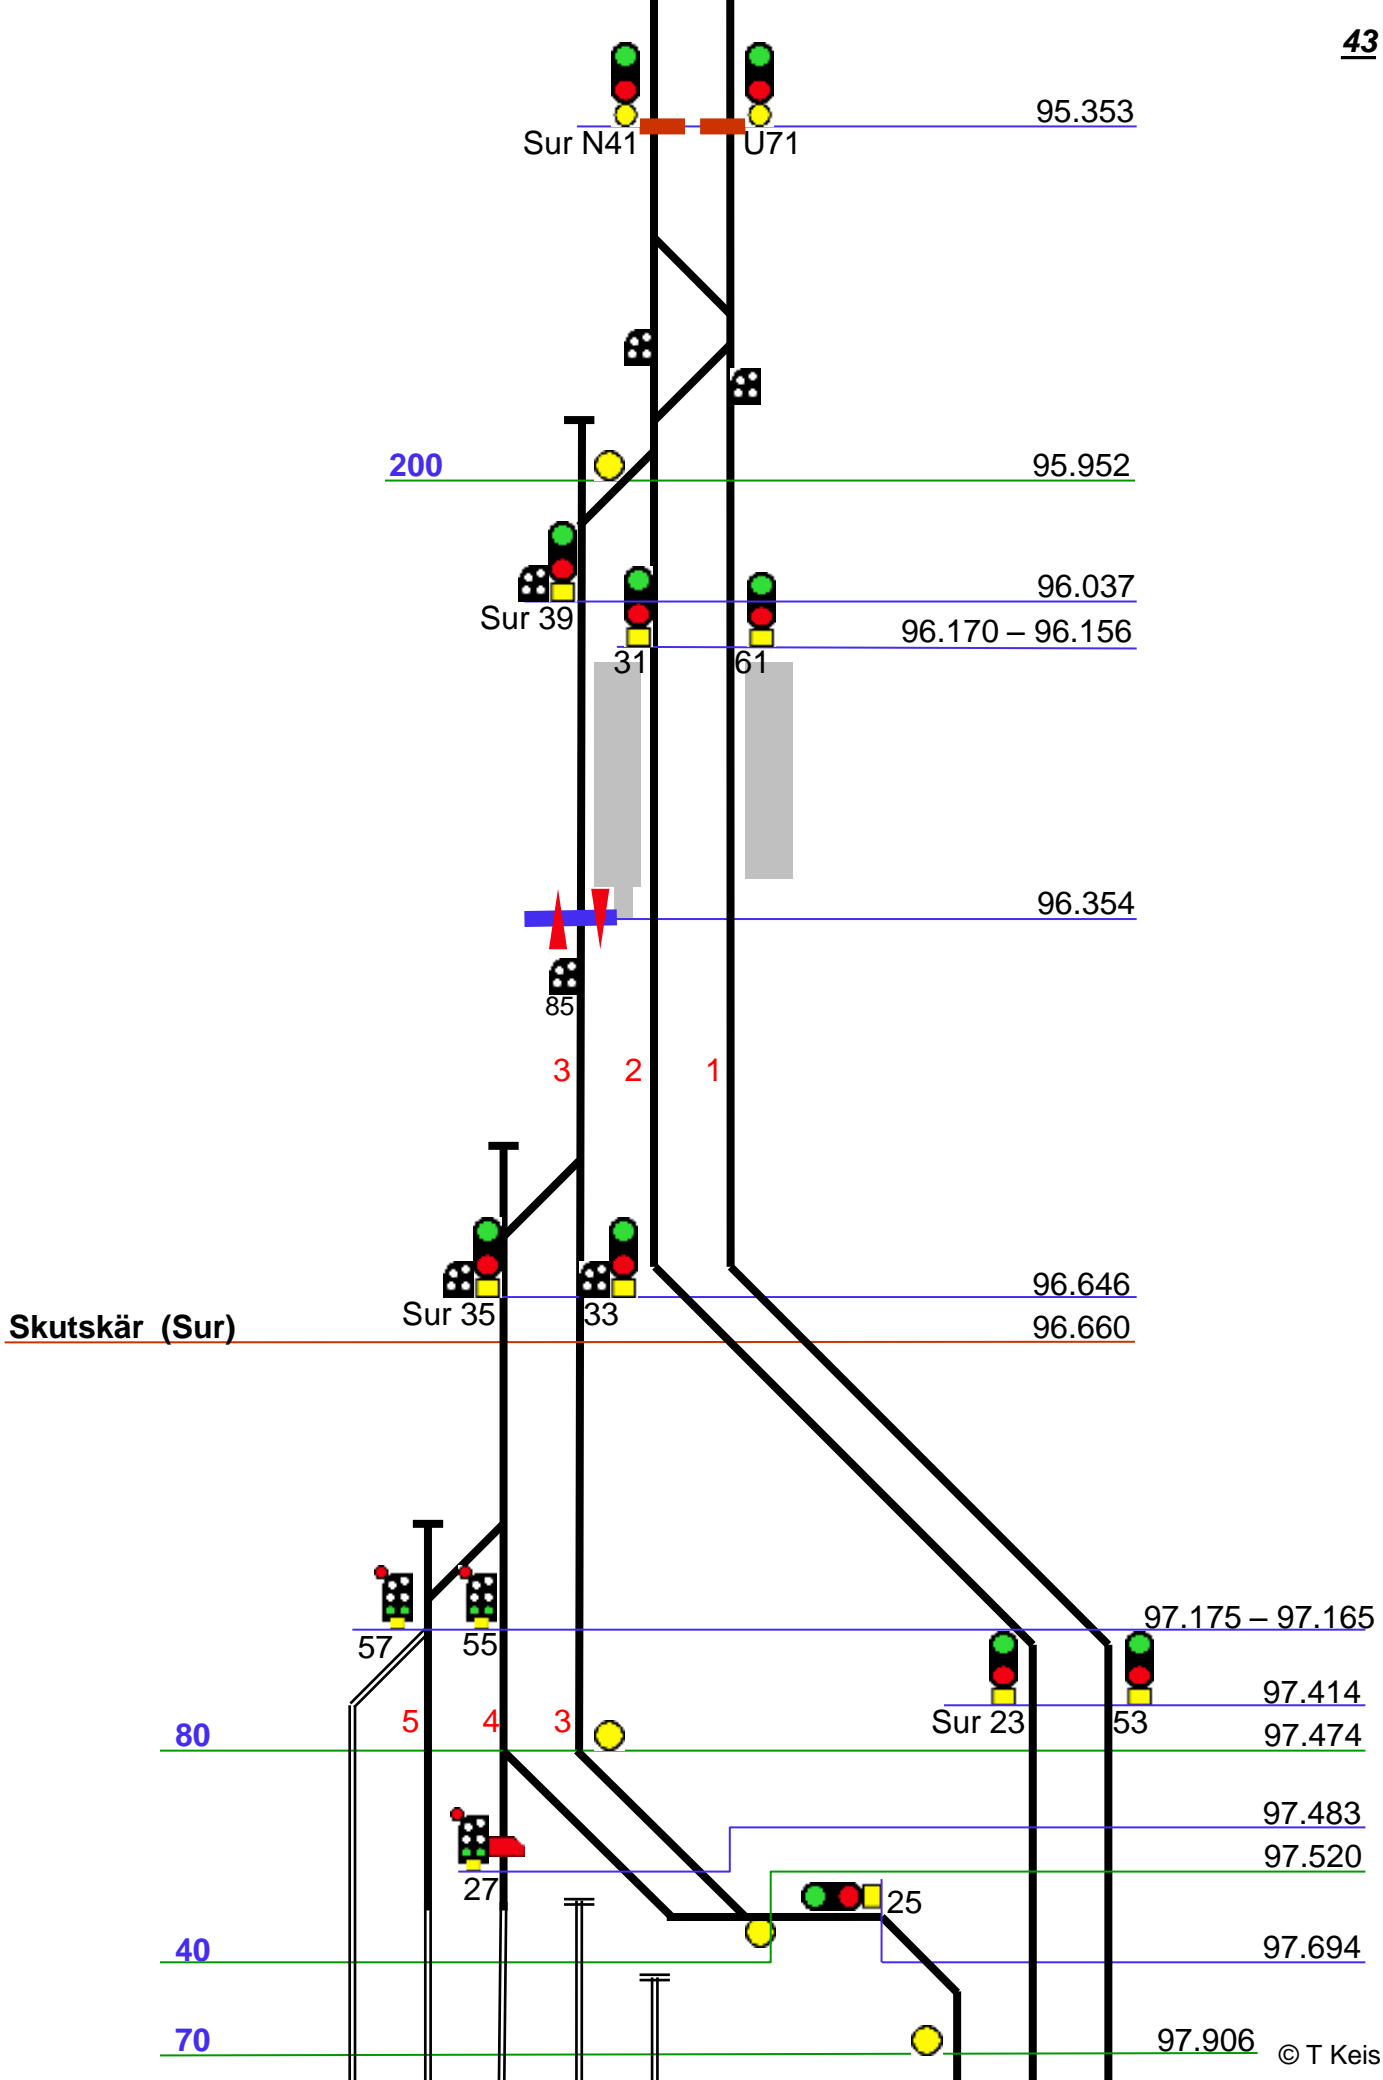 43
95.353
Sur N41 U71
200 95.952
96.037
Sur 39
96.170 – 96.156
31 61
96.354
85
3 2 1
96.646
Sur 35 33
Skutskär (Sur) 96.660
97.175 – 97.165
57 55
97.414
5 4 3 Sur 23 53
80 97.474
97.483
97.520
27 25
40 97.694
70 97.906
© T Keis